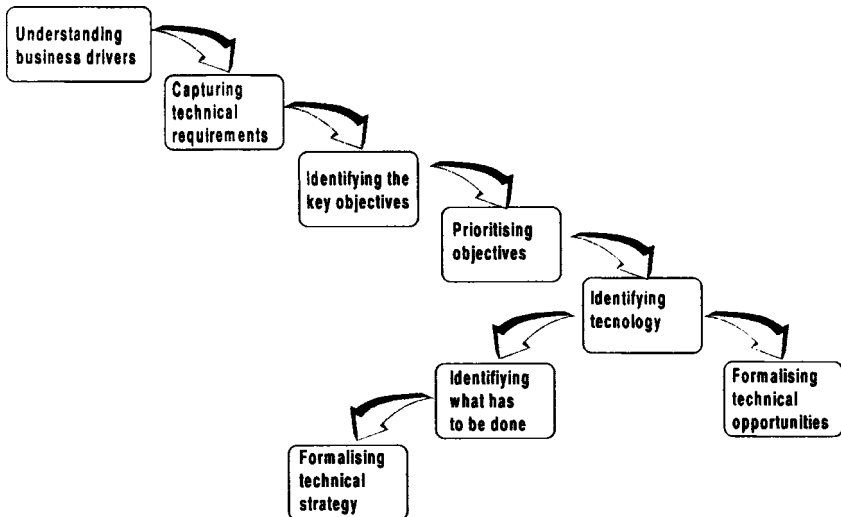 Understanding
business drivers
Capturing
technical
requirements
Identifying the
key objectives
Prioritising
objectives
Identifying
tecnology
Identifiying
what has
to be done
Formalising
technical
opportunities
Formalising
technical
strategy